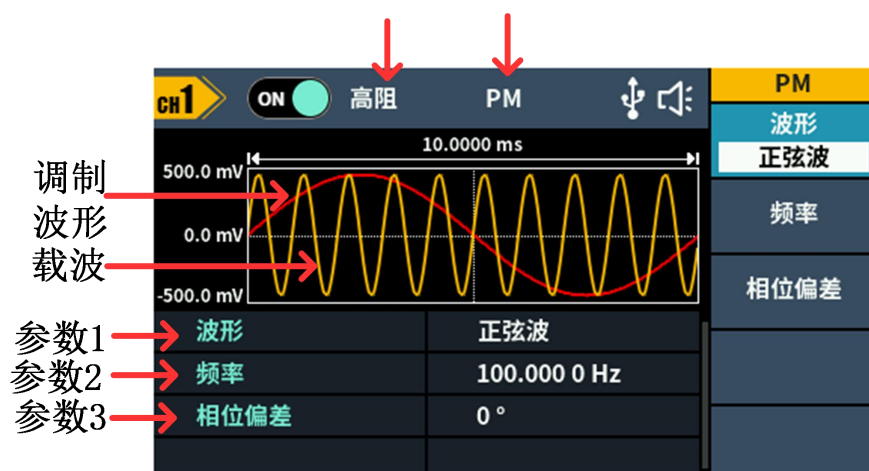 CH1 ON 高阻 PM PM
波形
正弦波
10.0000 ms
500.0 mV
调制
波形
频率
0.0 mV
载波
相位偏差
-500.0 mV
参数1 波形 正弦波
参数2 频率 100.000 0 Hz
参数3 相位偏差 0 °